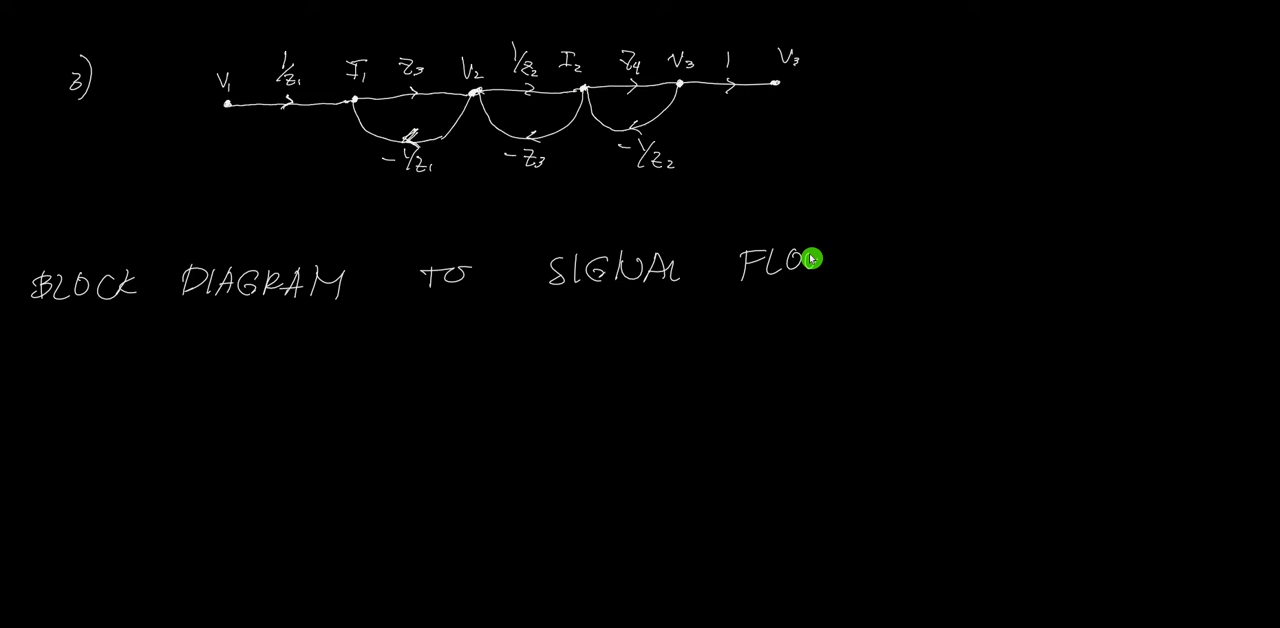 3)
V1 1/Z1 I1 Z3 V2 1/Z2 I2 Z4 V3 1 V3
-1/Z1 -Z3 -1/Z2
BLOCK DIAGRAM TO SIGNAL FLO